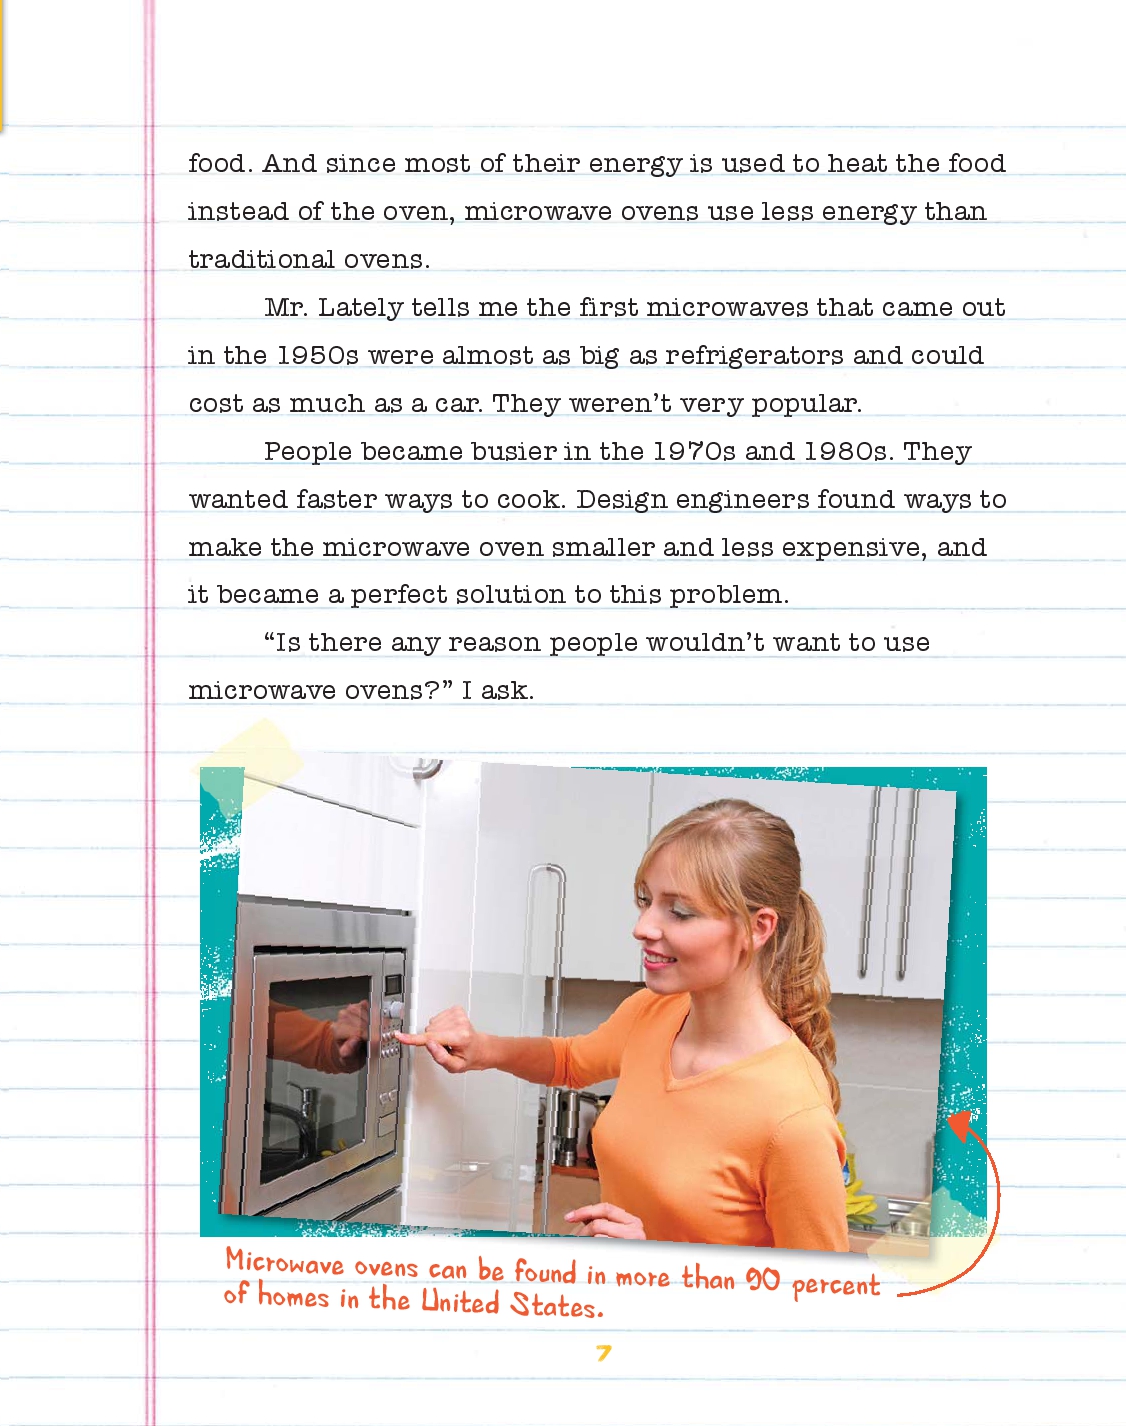 food. And since most of their energy is used to heat the food
instead of the oven, microwave ovens use less energy than
traditional ovens.
Mr. Lately tells me the first microwaves that came out
in the 1950s were almost as big as refrigerators and could
cost as much as a car. They weren’t very popular.
People became busier in the 1970s and 1980s. They
wanted faster ways to cook. Design engineers found ways to
make the microwave oven smaller and less expensive, and
it became a perfect solution to this problem.
“Is there any reason people wouldn’t want to use
microwave ovens?” I ask.
Microwave ovens can be found in more than 90 percent
of homes in the United States.
7